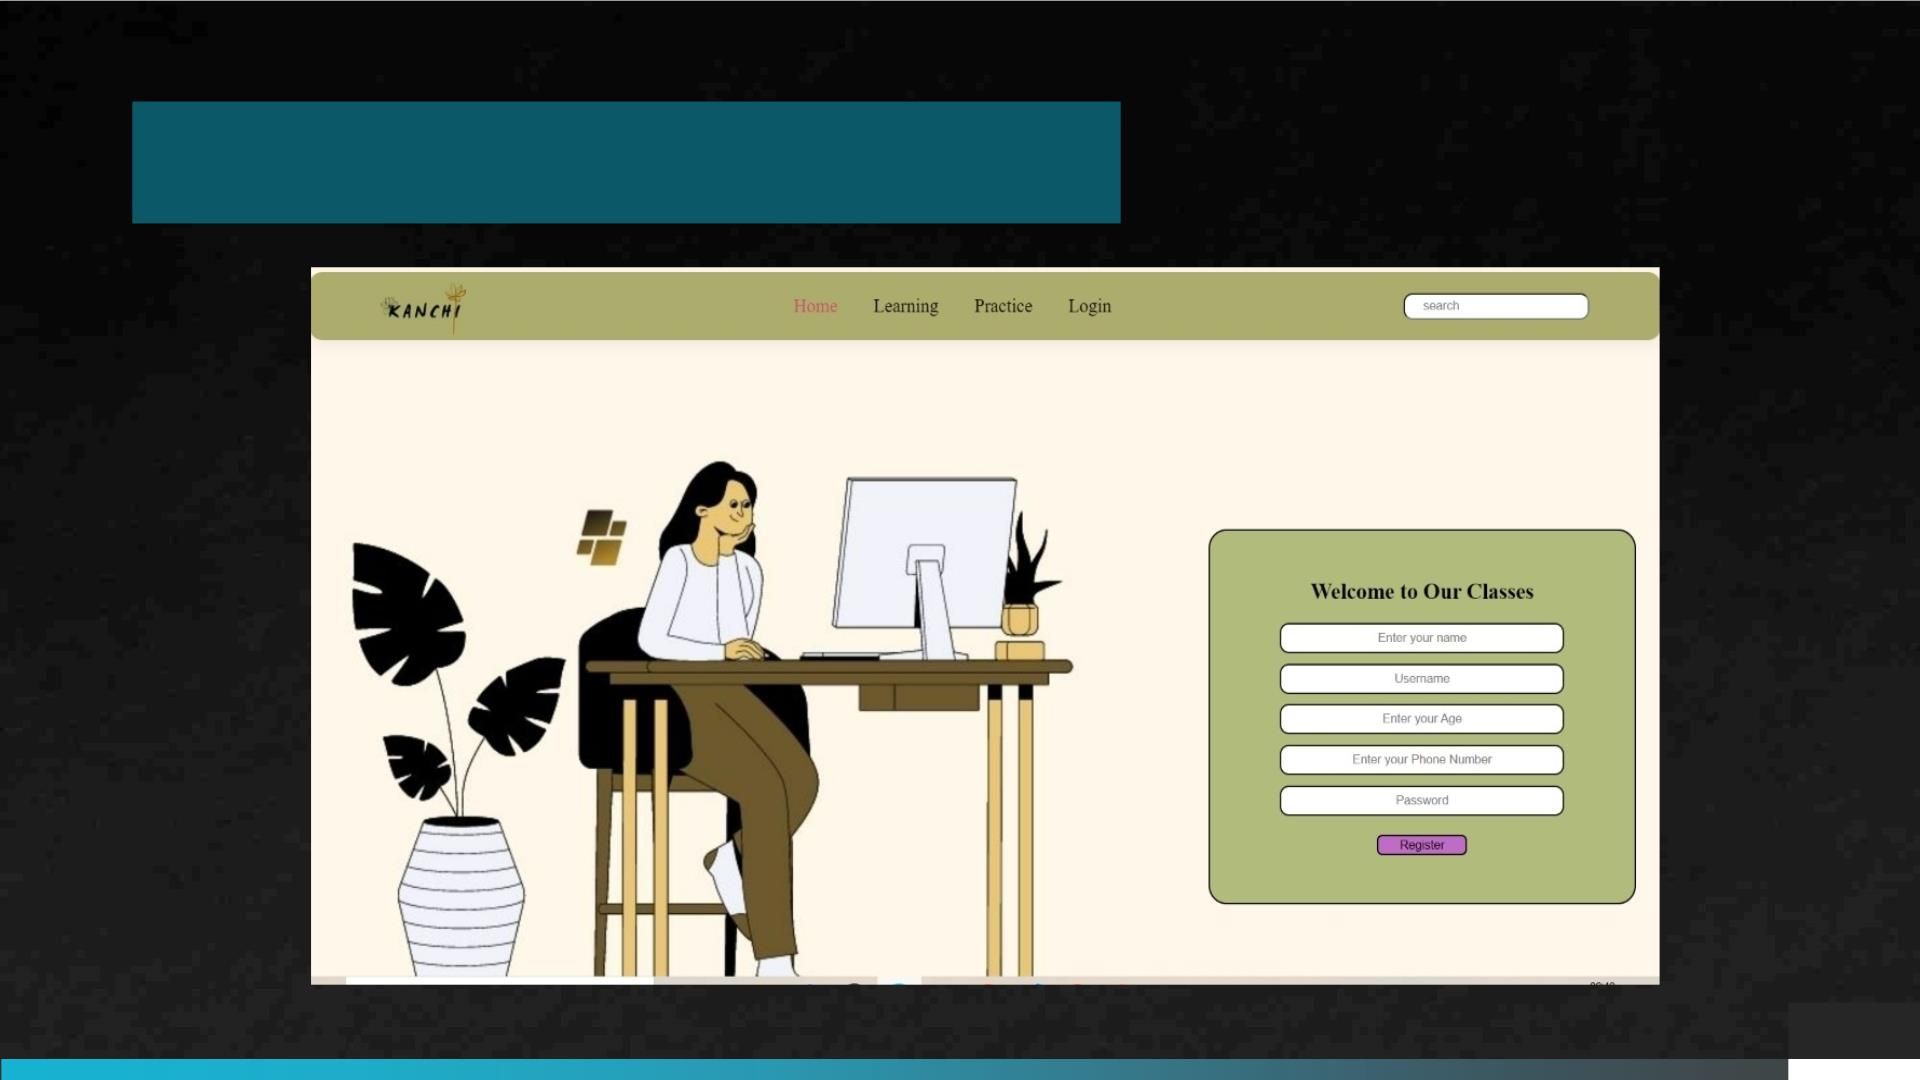 KANCHI
Home Learning Practice Login
search
Welcome to Our Classes
Enter your name
Username
Enter your Age
Enter your Phone Number
Password
Register